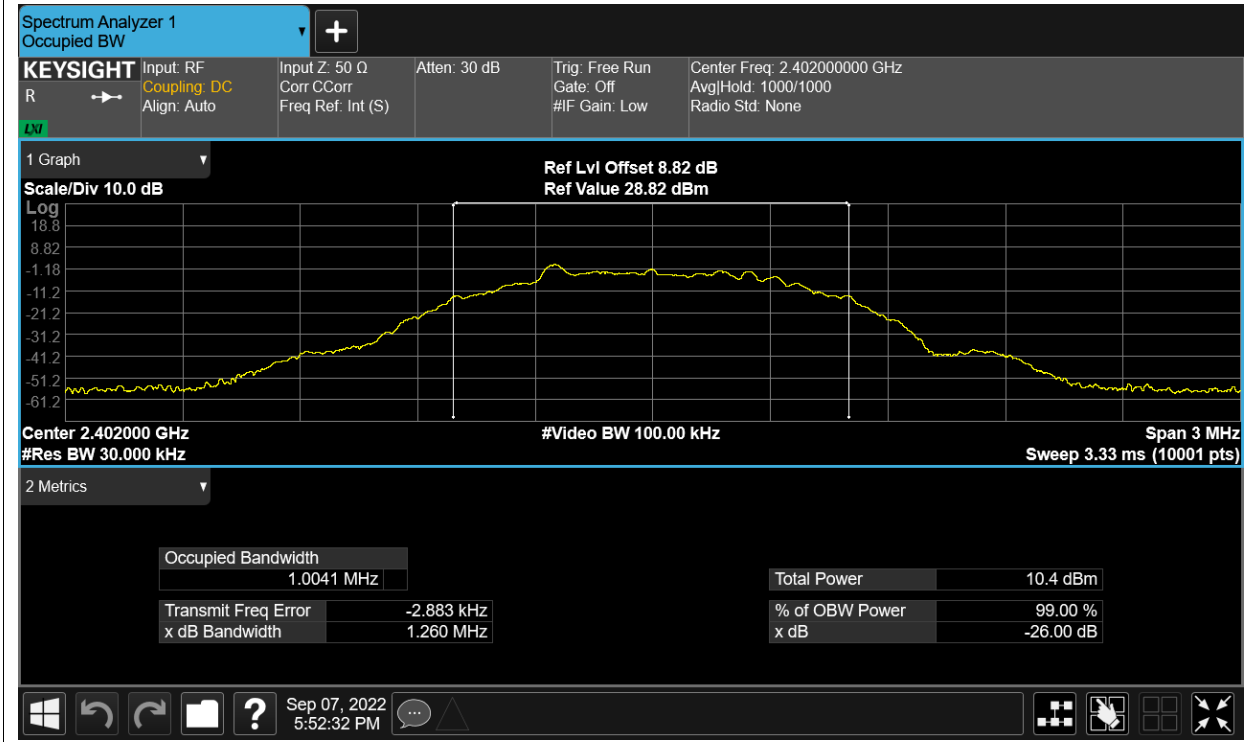 Spectrum Analyzer 1
Occupied BW
KEYSIGHT
R
LXI
Input: RF
Coupling: DC
Align: Auto
Input Z: 50 Ω
Corr CCorr
Freq Ref: Int (S)
Atten: 30 dB
Trig: Free Run
Gate: Off
#IF Gain: Low
Center Freq: 2.402000000 GHz
Avg|Hold: 1000/1000
Radio Std: None
1 Graph
Scale/Div 10.0 dB
Ref Lvl Offset 8.82 dB
Ref Value 28.82 dBm
Log
18.8
8.82
-1.18
-11.2
-21.2
-31.2
-41.2
-51.2
-61.2
Center 2.402000 GHz
#Video BW 100.00 kHz
Span 3 MHz
#Res BW 30.000 kHz
Sweep 3.33 ms (10001 pts)
2 Metrics
Occupied Bandwidth
1.0041 MHz
Total Power 10.4 dBm
Transmit Freq Error -2.883 kHz
% of OBW Power 99.00 %
x dB Bandwidth 1.260 MHz
x dB -26.00 dB
?
Sep 07, 2022
5:52:32 PM